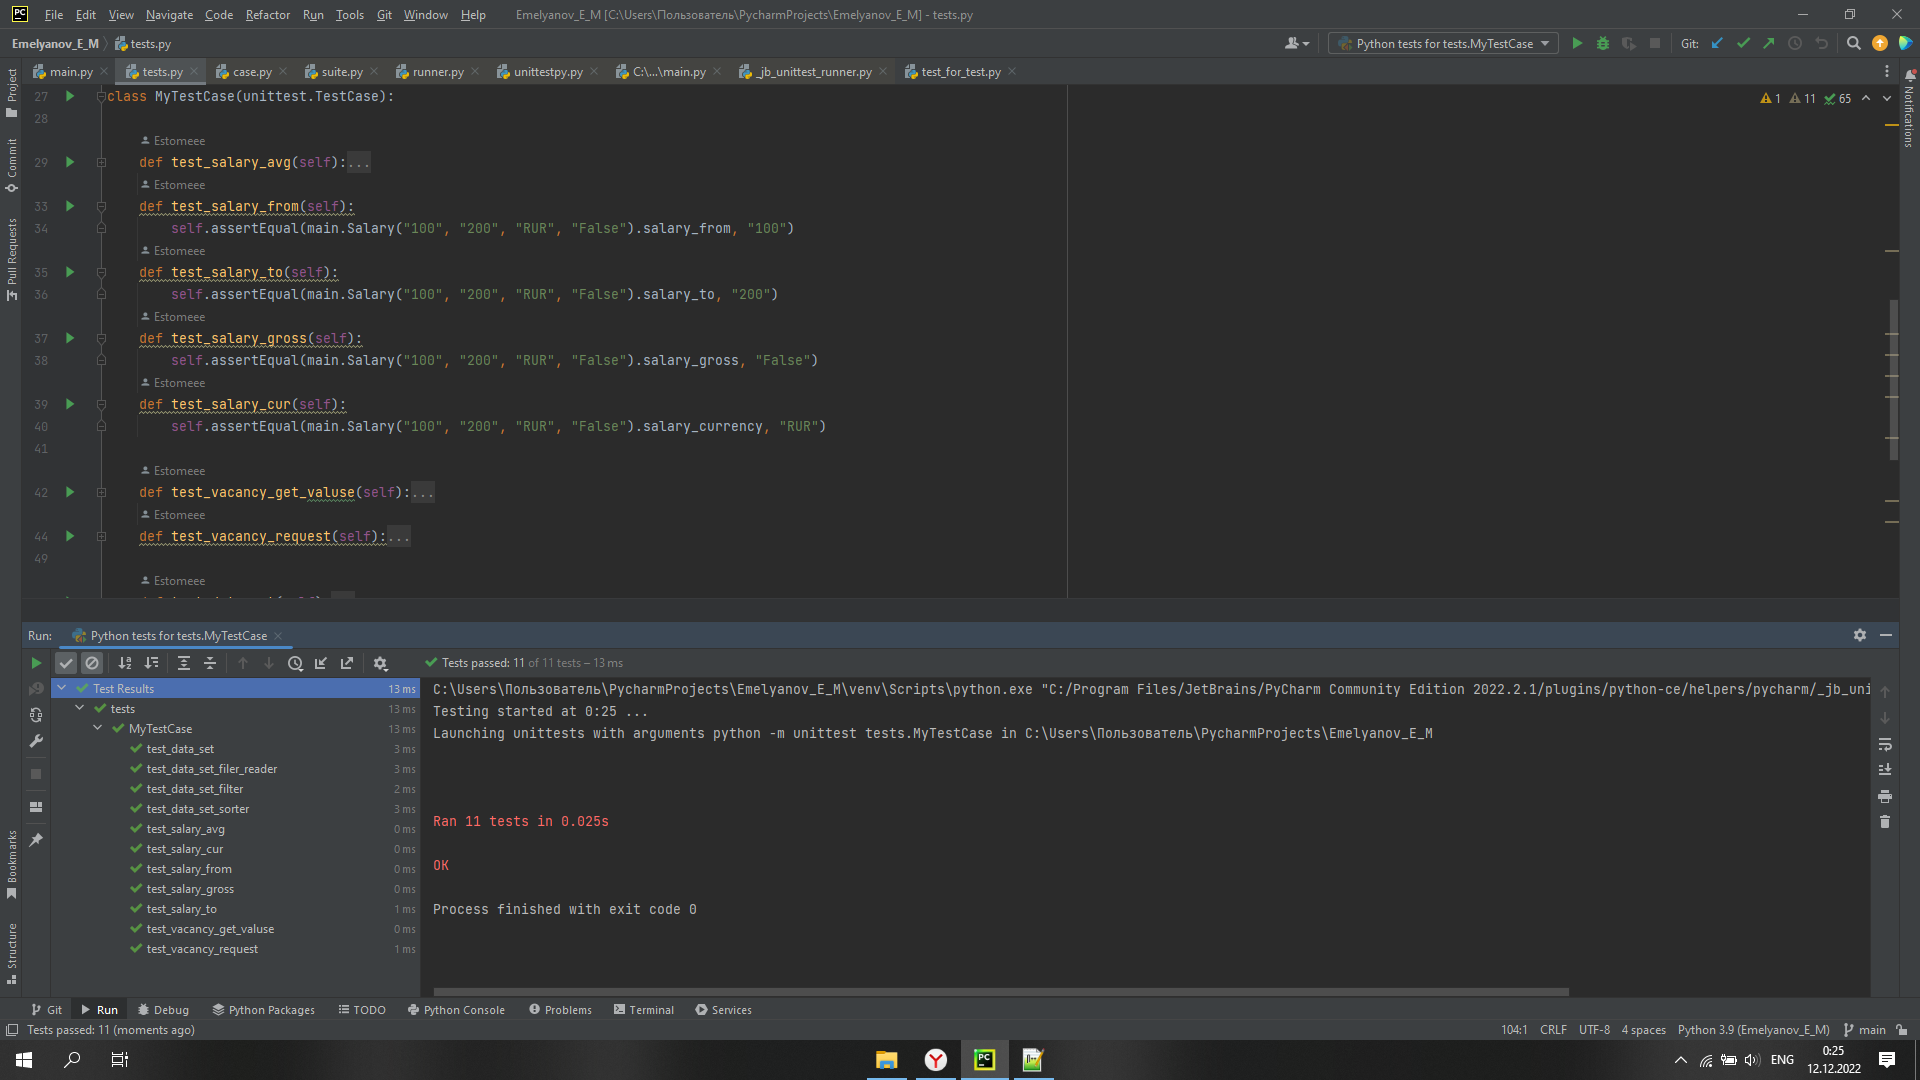 PC File Edit View Navigate Code Refactor Run Tools Git Window Help Emelyanov_E_M [C:\Users\Пользователь\PycharmProjects\Emelyanov_E_M] - tests.py
Emelyanov_E_M tests.py Python tests for tests.MyTestCase Git:
main.py tests.py case.py suite.py runner.py unittestpy.py C:\...\main.py _jb_unittest_runner.py test_for_test.py
Project
Commit
Pull Requests
Bookmarks
Structure
Notifications
27 class MyTestCase(unittest.TestCase):
1 11 65
28
Estomeee
29 def test_salary_avg(self):...
Estomeee
33 def test_salary_from(self):
34 self.assertEqual(main.Salary("100", "200", "RUR", "False").salary_from, "100")
Estomeee
35 def test_salary_to(self):
36 self.assertEqual(main.Salary("100", "200", "RUR", "False").salary_to, "200")
Estomeee
37 def test_salary_gross(self):
38 self.assertEqual(main.Salary("100", "200", "RUR", "False").salary_gross, "False")
Estomeee
39 def test_salary_cur(self):
40 self.assertEqual(main.Salary("100", "200", "RUR", "False").salary_currency, "RUR")
41
Estomeee
42 def test_vacancy_get_valuse(self):...
Estomeee
44 def test_vacancy_request(self):...
49
Estomeee
Run: Python tests for tests.MyTestCase
Tests passed: 11 of 11 tests – 13 ms
Test Results 13 ms
tests 13 ms
MyTestCase 13 ms
test_data_set 3 ms
test_data_set_filer_reader 3 ms
test_data_set_filter 2 ms
test_data_set_sorter 3 ms
test_salary_avg 0 ms
test_salary_cur 0 ms
test_salary_from 0 ms
test_salary_gross 0 ms
test_salary_to 1 ms
test_vacancy_get_valuse 0 ms
test_vacancy_request 1 ms
C:\Users\Пользователь\PycharmProjects\Emelyanov_E_M\venv\Scripts\python.exe "C:/Program Files/JetBrains/PyCharm Community Edition 2022.2.1/plugins/python-ce/helpers/pycharm/_jb_uni
Testing started at 0:25 ...
Launching unittests with arguments python -m unittest tests.MyTestCase in C:\Users\Пользователь\PycharmProjects\Emelyanov_E_M
Ran 11 tests in 0.025s
OK
Process finished with exit code 0
Git Run Debug Python Packages TODO Python Console Problems Terminal Services
Tests passed: 11 (moments ago) 104:1 CRLF UTF-8 4 spaces Python 3.9 (Emelyanov_E_M) main
Y PC ENG 0:25
12.12.2022